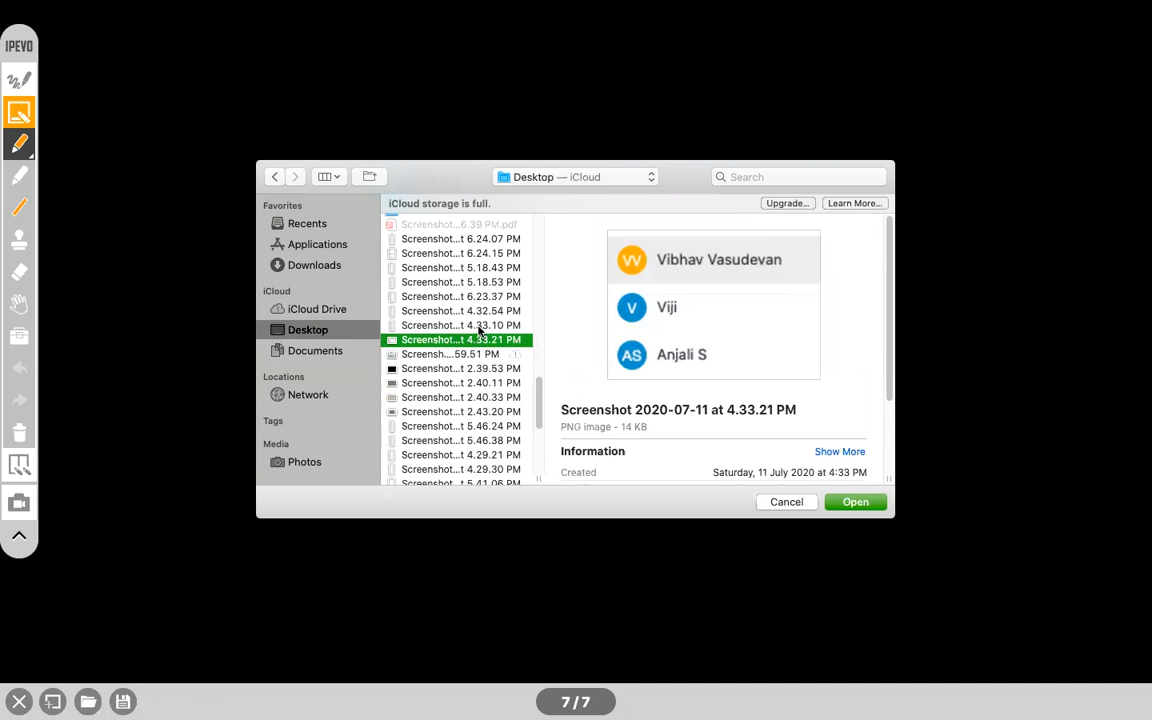 IPEVO
Desktop — iCloud
Search
Favorites
iCloud storage is full.
Upgrade...
Learn More...
Recents
Applications
Downloads
iCloud
iCloud Drive
Desktop
Documents
Locations
Network
Tags
Media
Photos
Screenshot...6.39 PM.pdf
Screenshot...t 6.24.07 PM
Screenshot...t 6.24.15 PM
Screenshot...t 5.18.43 PM
Screenshot...t 5.18.53 PM
Screenshot...t 6.23.37 PM
Screenshot...t 4.32.54 PM
Screenshot...t 4.33.10 PM
Screenshot...t 4.33.21 PM
Screensh....59.51 PM
Screenshot...t 2.39.53 PM
Screenshot...t 2.40.11 PM
Screenshot...t 2.40.33 PM
Screenshot...t 2.43.20 PM
Screenshot...t 5.46.24 PM
Screenshot...t 5.46.38 PM
Screenshot...t 4.29.21 PM
Screenshot...t 4.29.30 PM
Screenshot...t 5.41.06 PM
VV Vibhav Vasudevan
V Viji
AS Anjali S
Screenshot 2020-07-11 at 4.33.21 PM
PNG image - 14 KB
Information
Show More
Created
Saturday, 11 July 2020 at 4:33 PM
Cancel
Open
7/7